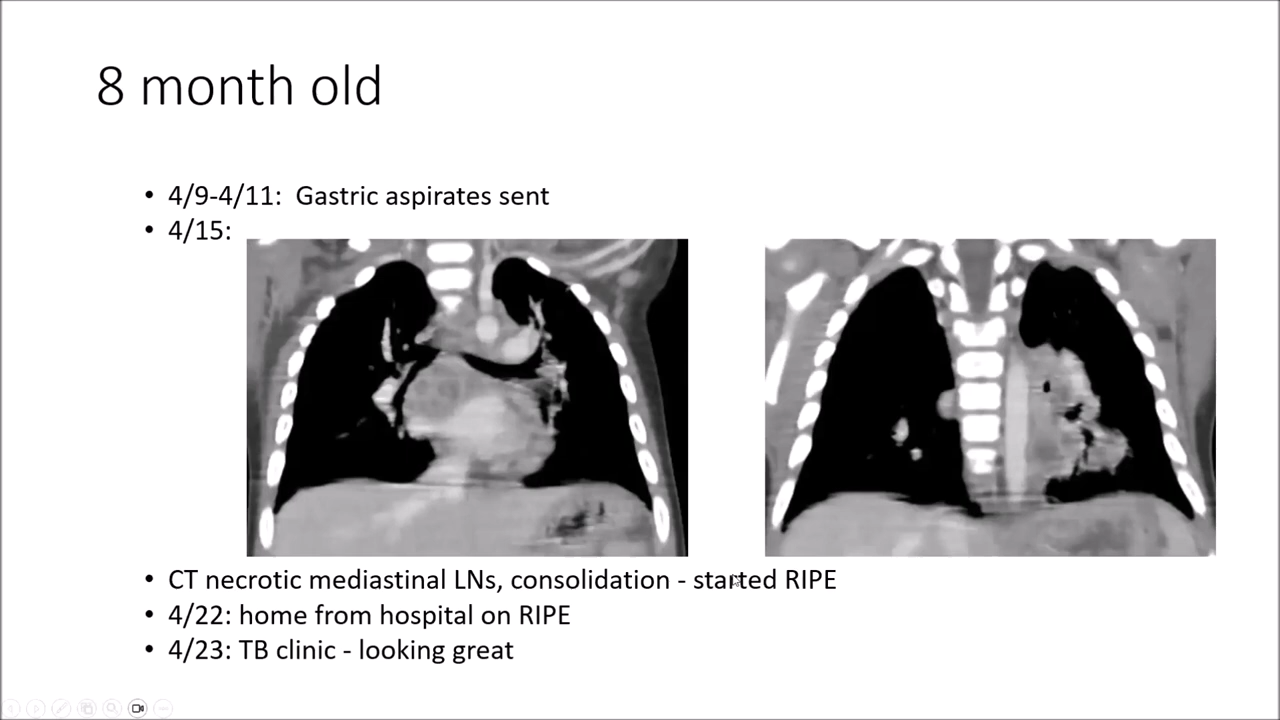 8 month old
• 4/9-4/11:  Gastric aspirates sent
• 4/15:
• CT necrotic mediastinal LNs, consolidation - started RIPE
• 4/22: home from hospital on RIPE
• 4/23: TB clinic - looking great